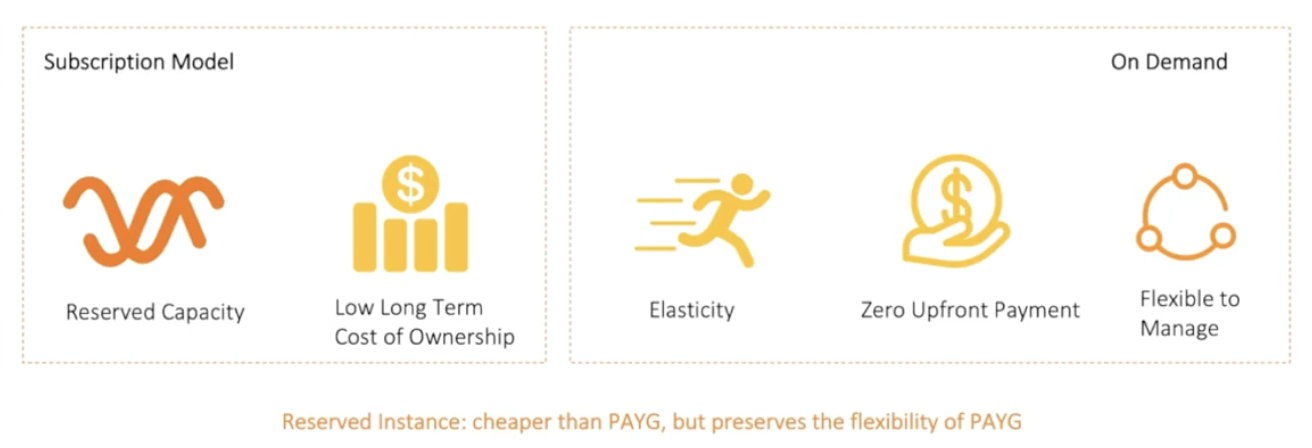 Subscription Model
On Demand
$
$
Reserved Capacity
Low Long Term
Cost of Ownership
Elasticity
Zero Upfront Payment
Flexible to
Manage
Reserved Instance: cheaper than PAYG, but preserves the flexibility of PAYG